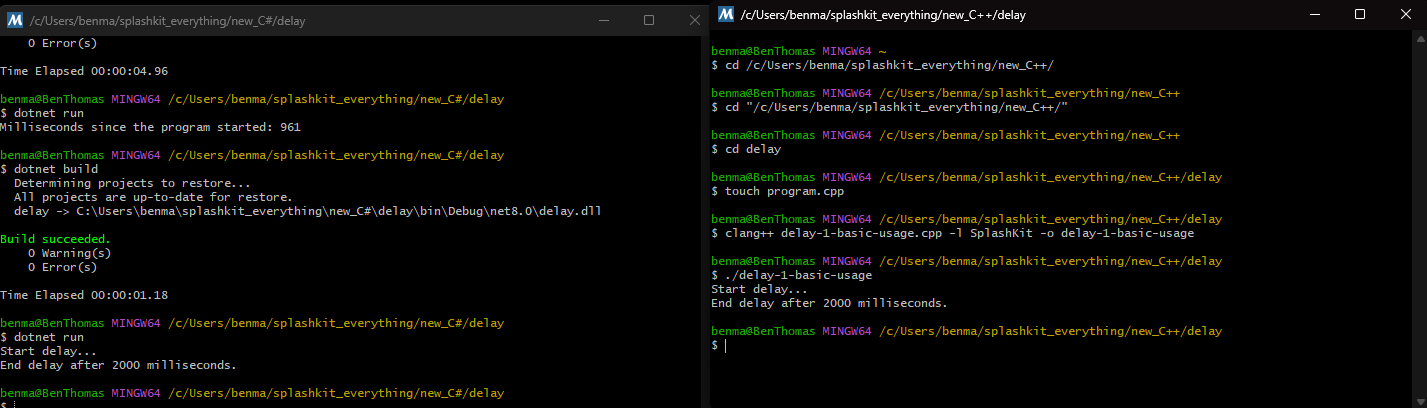 /c/Users/benma/splashkit_everything/new_C#/delay
    0 Error(s)
Time Elapsed 00:00:04.96
benma@BenThomas MINGW64 /c/Users/benma/splashkit_everything/new_C#/delay
$ dotnet run
Milliseconds since the program started: 961
benma@BenThomas MINGW64 /c/Users/benma/splashkit_everything/new_C#/delay
$ dotnet build
  Determining projects to restore...
  All projects are up-to-date for restore.
  delay -> C:\Users\benma\splashkit_everything\new_C#\delay\bin\Debug\net8.0\delay.dll
Build succeeded.
    0 Warning(s)
    0 Error(s)
Time Elapsed 00:00:01.18
benma@BenThomas MINGW64 /c/Users/benma/splashkit_everything/new_C#/delay
$ dotnet run
Start delay...
End delay after 2000 milliseconds.
benma@BenThomas MINGW64 /c/Users/benma/splashkit_everything/new_C#/delay
$
/c/Users/benma/splashkit_everything/new_C++/delay
benma@BenThomas MINGW64 ~
$ cd /c/Users/benma/splashkit_everything/new_C++/
benma@BenThomas MINGW64 /c/Users/benma/splashkit_everything/new_C++
$ cd "/c/Users/benma/splashkit_everything/new_C++/"
benma@BenThomas MINGW64 /c/Users/benma/splashkit_everything/new_C++
$ cd delay
benma@BenThomas MINGW64 /c/Users/benma/splashkit_everything/new_C++/delay
$ touch program.cpp
benma@BenThomas MINGW64 /c/Users/benma/splashkit_everything/new_C++/delay
$ clang++ delay-1-basic-usage.cpp -l SplashKit -o delay-1-basic-usage
benma@BenThomas MINGW64 /c/Users/benma/splashkit_everything/new_C++/delay
$ ./delay-1-basic-usage
Start delay...
End delay after 2000 milliseconds.
benma@BenThomas MINGW64 /c/Users/benma/splashkit_everything/new_C++/delay
$